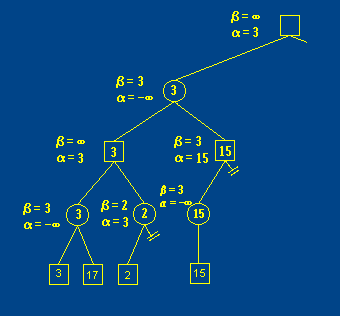 β = ∞
α = 3
β = 3
α = -∞
3
β = ∞
α = 3
3
β = 3
α = 15
15
β = 3
α = -∞
3
β = 2
α = 3
2
β = 3
α = -∞
15
3
17
2
15